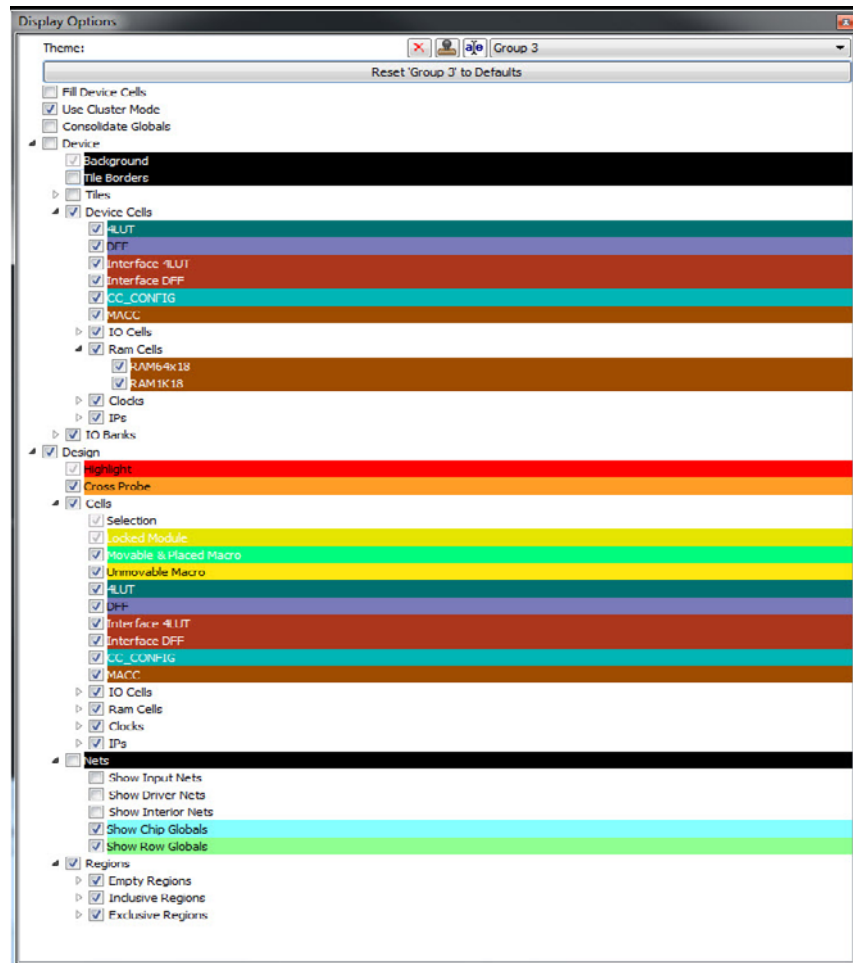 Display Options
Theme: Group 3
Reset 'Group 3' to Defaults
Fill Device Cells
Use Cluster Mode
Consolidate Globals
Device
Background
Tile Borders
Tiles
Device Cells
4LUT
DFF
Interface 4LUT
Interface DFF
CC_CONFIG
MACC
IO Cells
Ram Cells
RAM64x18
RAM1K18
Clocks
IPs
IO Banks
Design
Highlight
Cross Probe
Cells
Selection
Locked Module
Movable & Placed Macro
Unmovable Macro
4LUT
DFF
Interface 4LUT
Interface DFF
CC_CONFIG
MACC
IO Cells
Ram Cells
Clocks
IPs
Nets
Show Input Nets
Show Driver Nets
Show Interior Nets
Show Chip Globals
Show Row Globals
Regions
Empty Regions
Inclusive Regions
Exclusive Regions